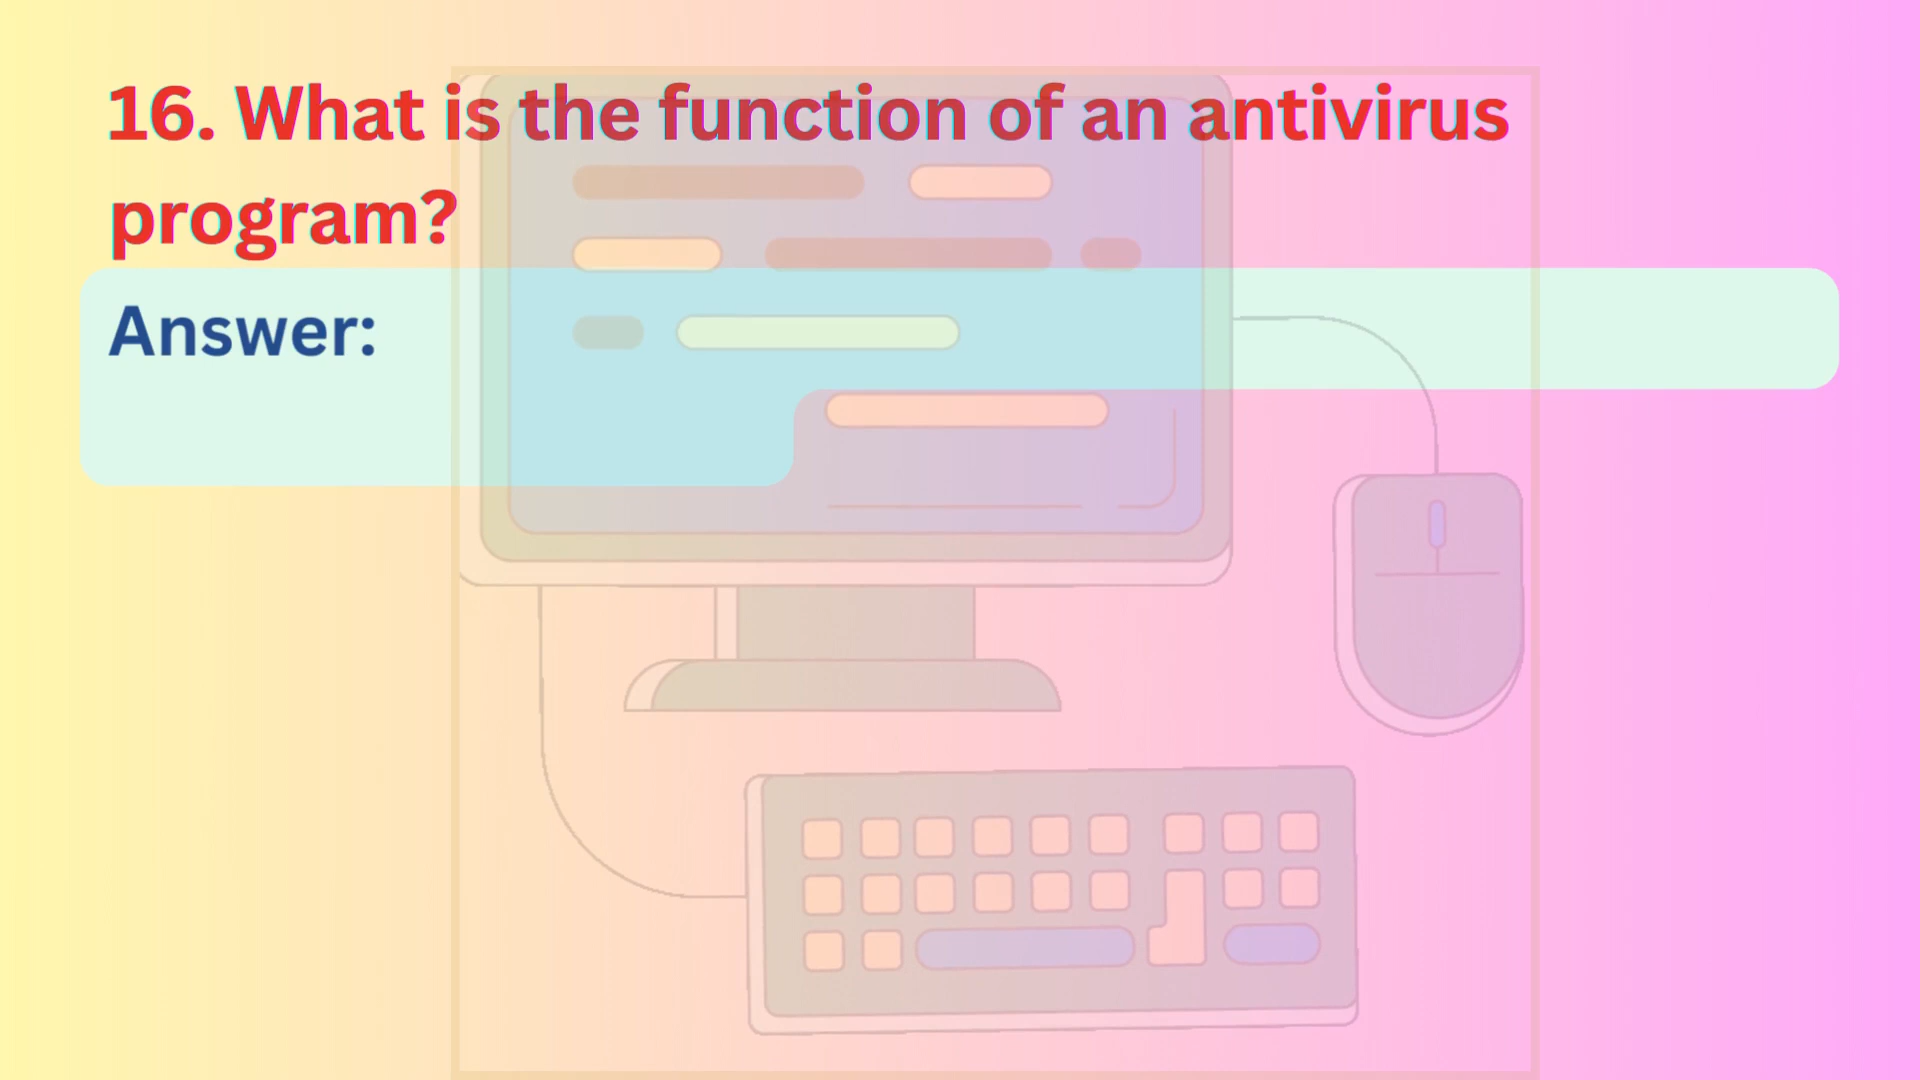 16. What is the function of an antivirus
program?
Answer: